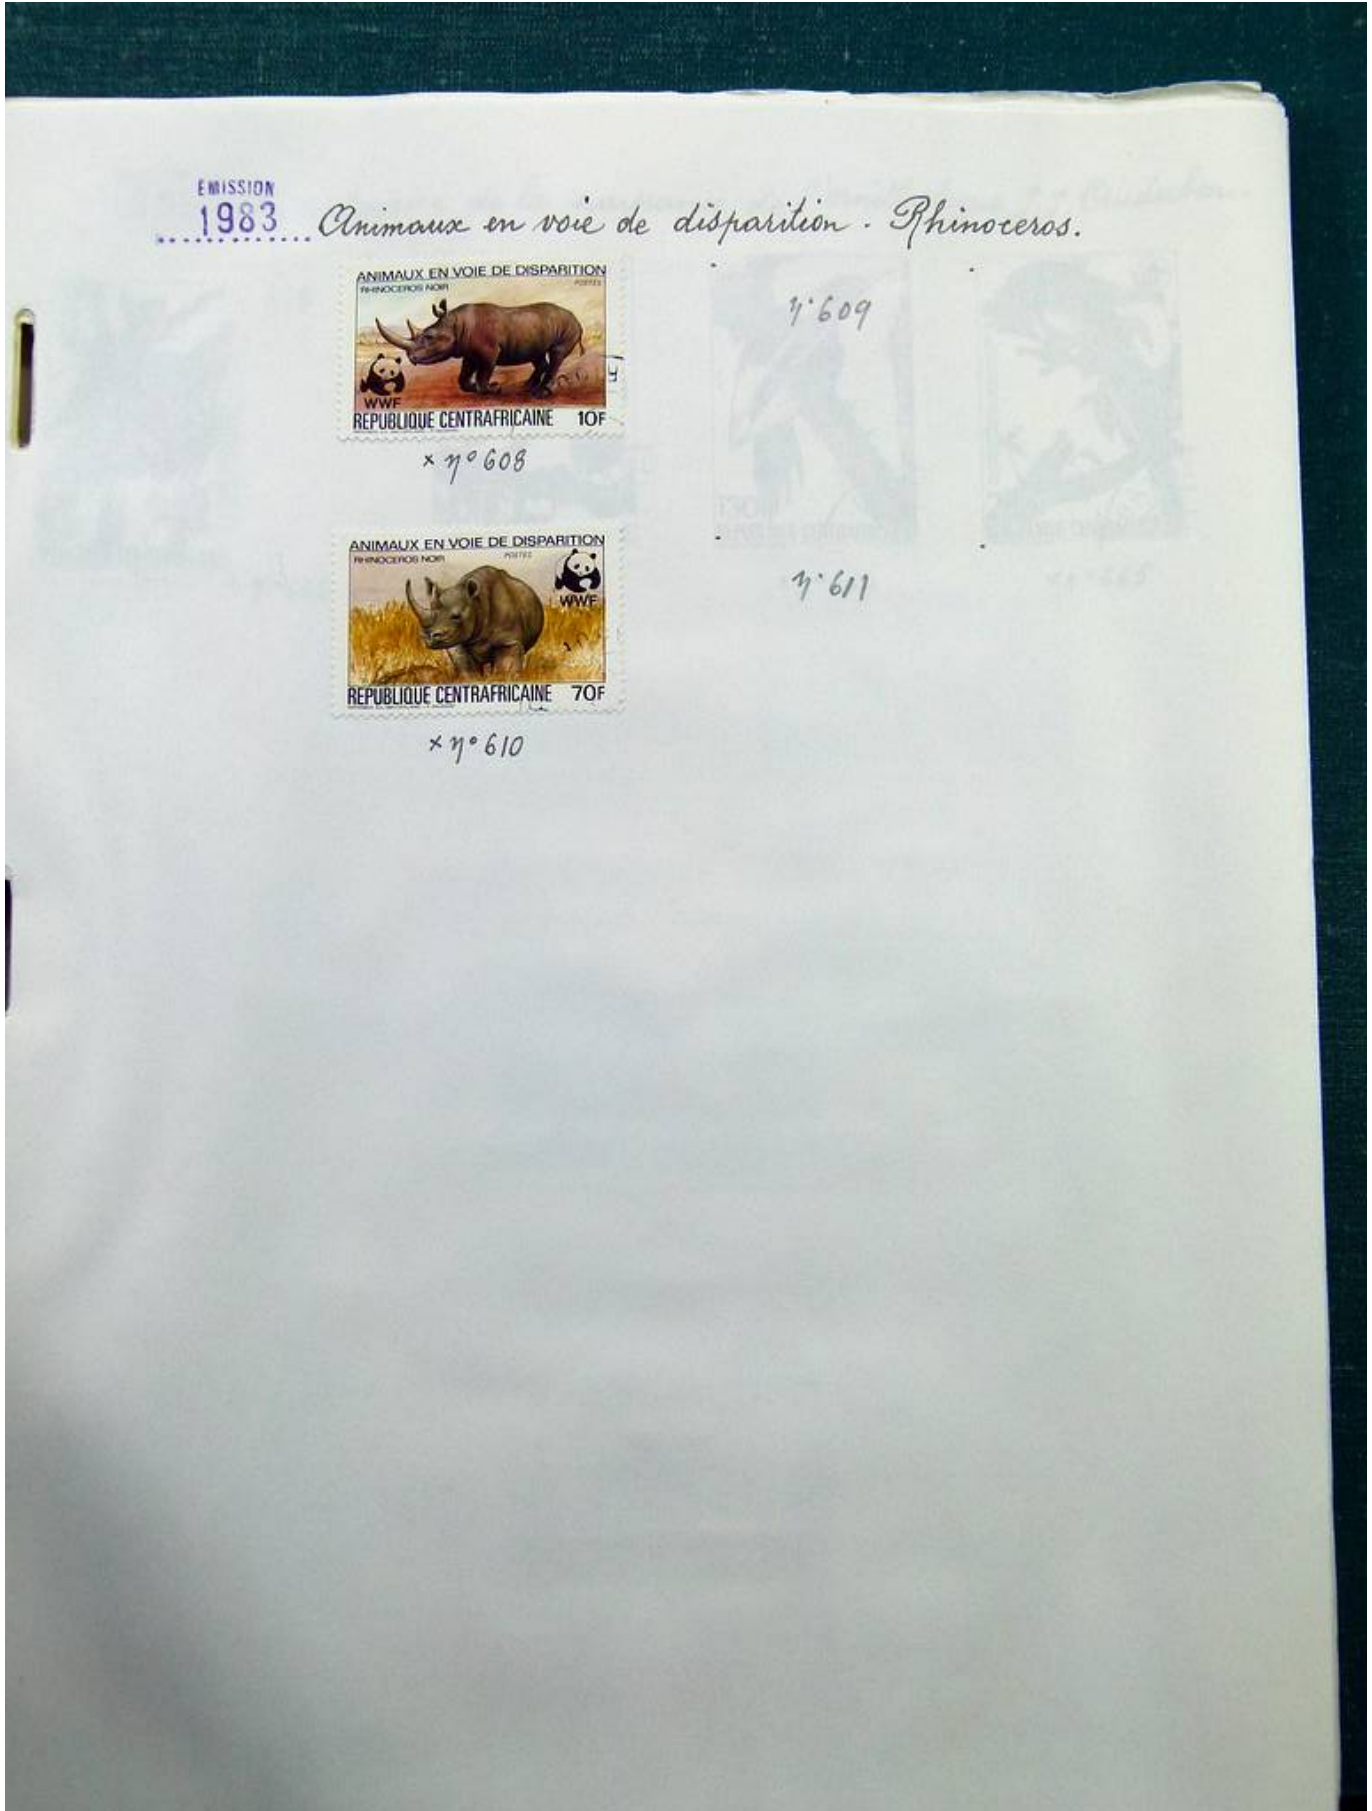 EMISSION
1983 Animaux en voie de disparition. Rhinoceros.
ANIMAUX EN VOIE DE DISPARITION
RHINOCEROS NOIR POSTES
WWF
REPUBLIQUE CENTRAFRICAINE 10F
× n° 608
n° 609
ANIMAUX EN VOIE DE DISPARITION
RHINOCEROS NOIR POSTES
WWF
REPUBLIQUE CENTRAFRICAINE 70F
× n° 610
n° 611